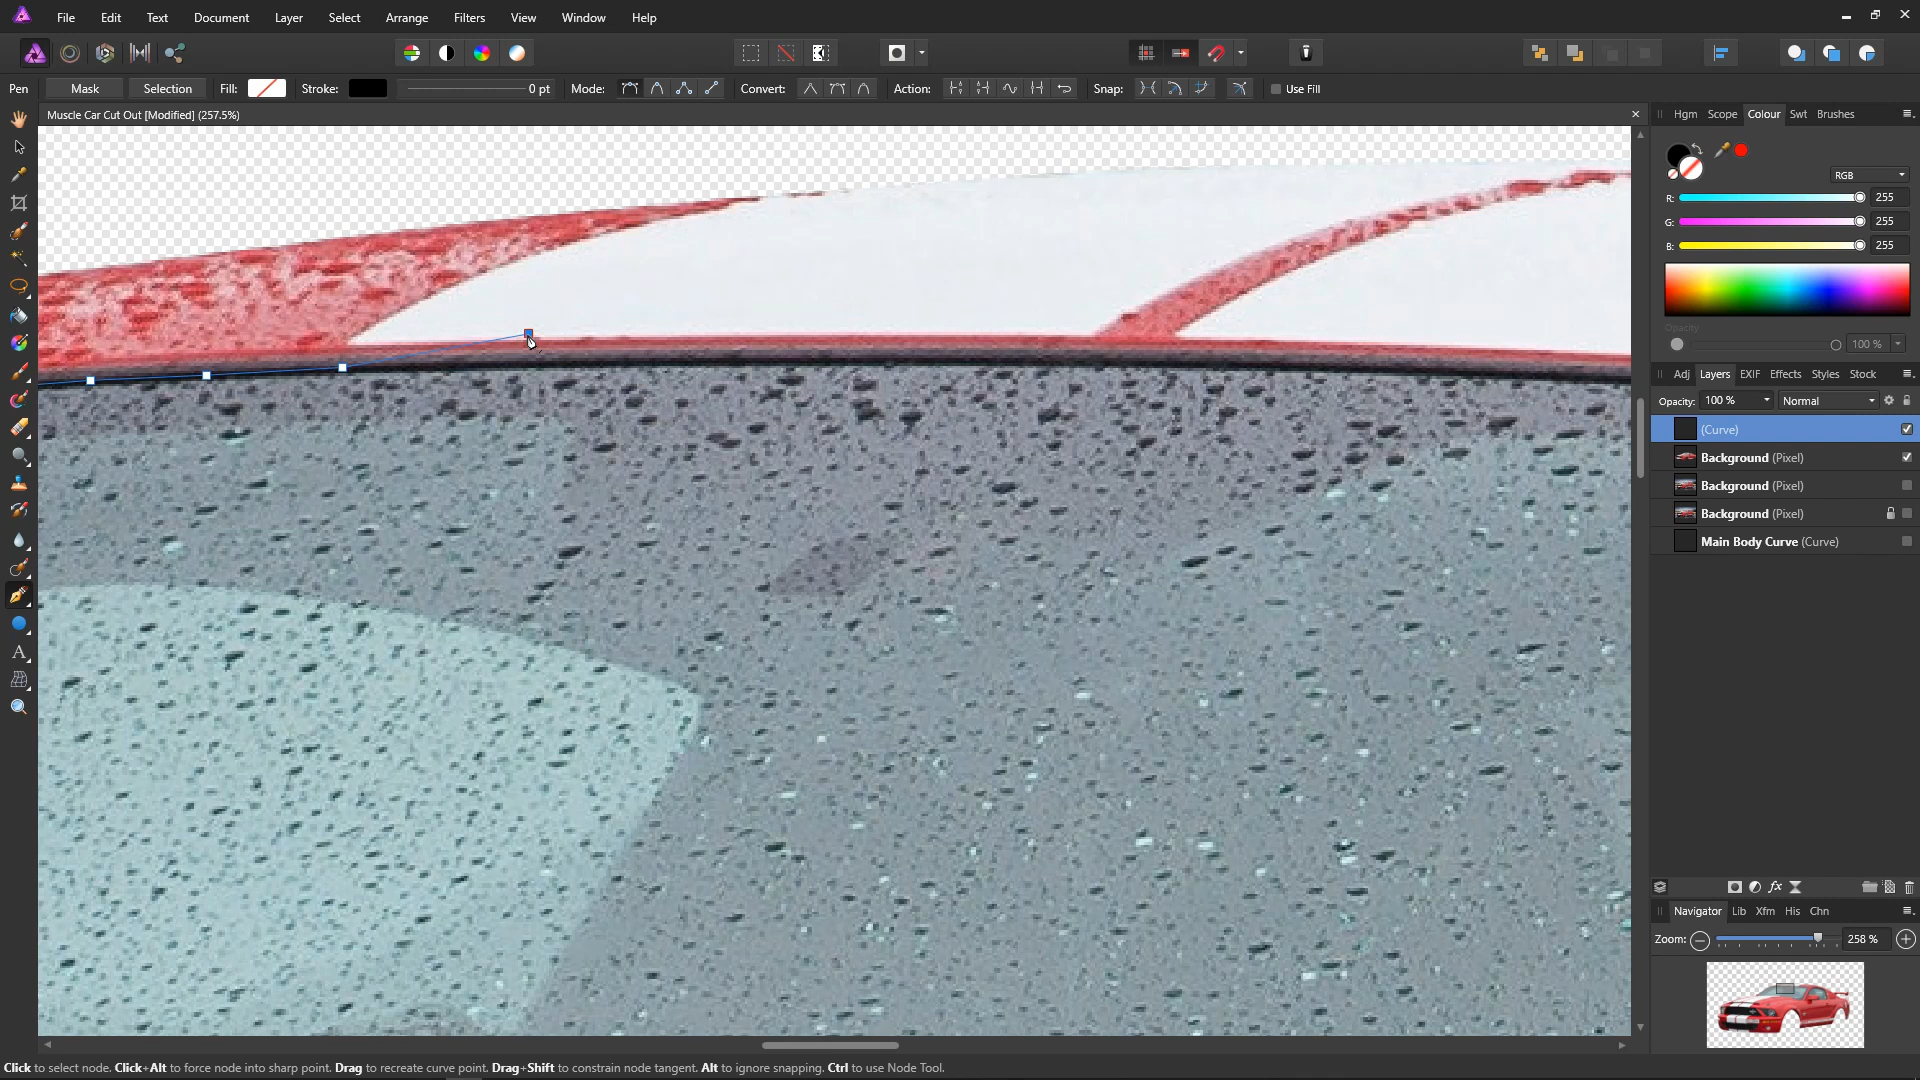 File Edit Text Document Layer Select Arrange Filters View Window Help
Pen Mask Selection Fill: Stroke: 0 pt Mode: Convert: Action: Snap: Use Fill
Muscle Car Cut Out [Modified] (257.5%)
Hgm Scope Colour Swt Brushes
RGB
R: 255
G: 255
B: 255
Opacity
100 %
Adj Layers EXIF Effects Styles Stock
Opacity: 100 % Normal
(Curve)
Background (Pixel)
Background (Pixel)
Background (Pixel)
Main Body Curve (Curve)
Navigator Lib Xfm His Chn
Zoom: 258 %
Click to select node. Click+Alt to force node into sharp point. Drag to recreate curve point. Drag+Shift to constrain node tangent. Alt to ignore snapping. Ctrl to use Node Tool.